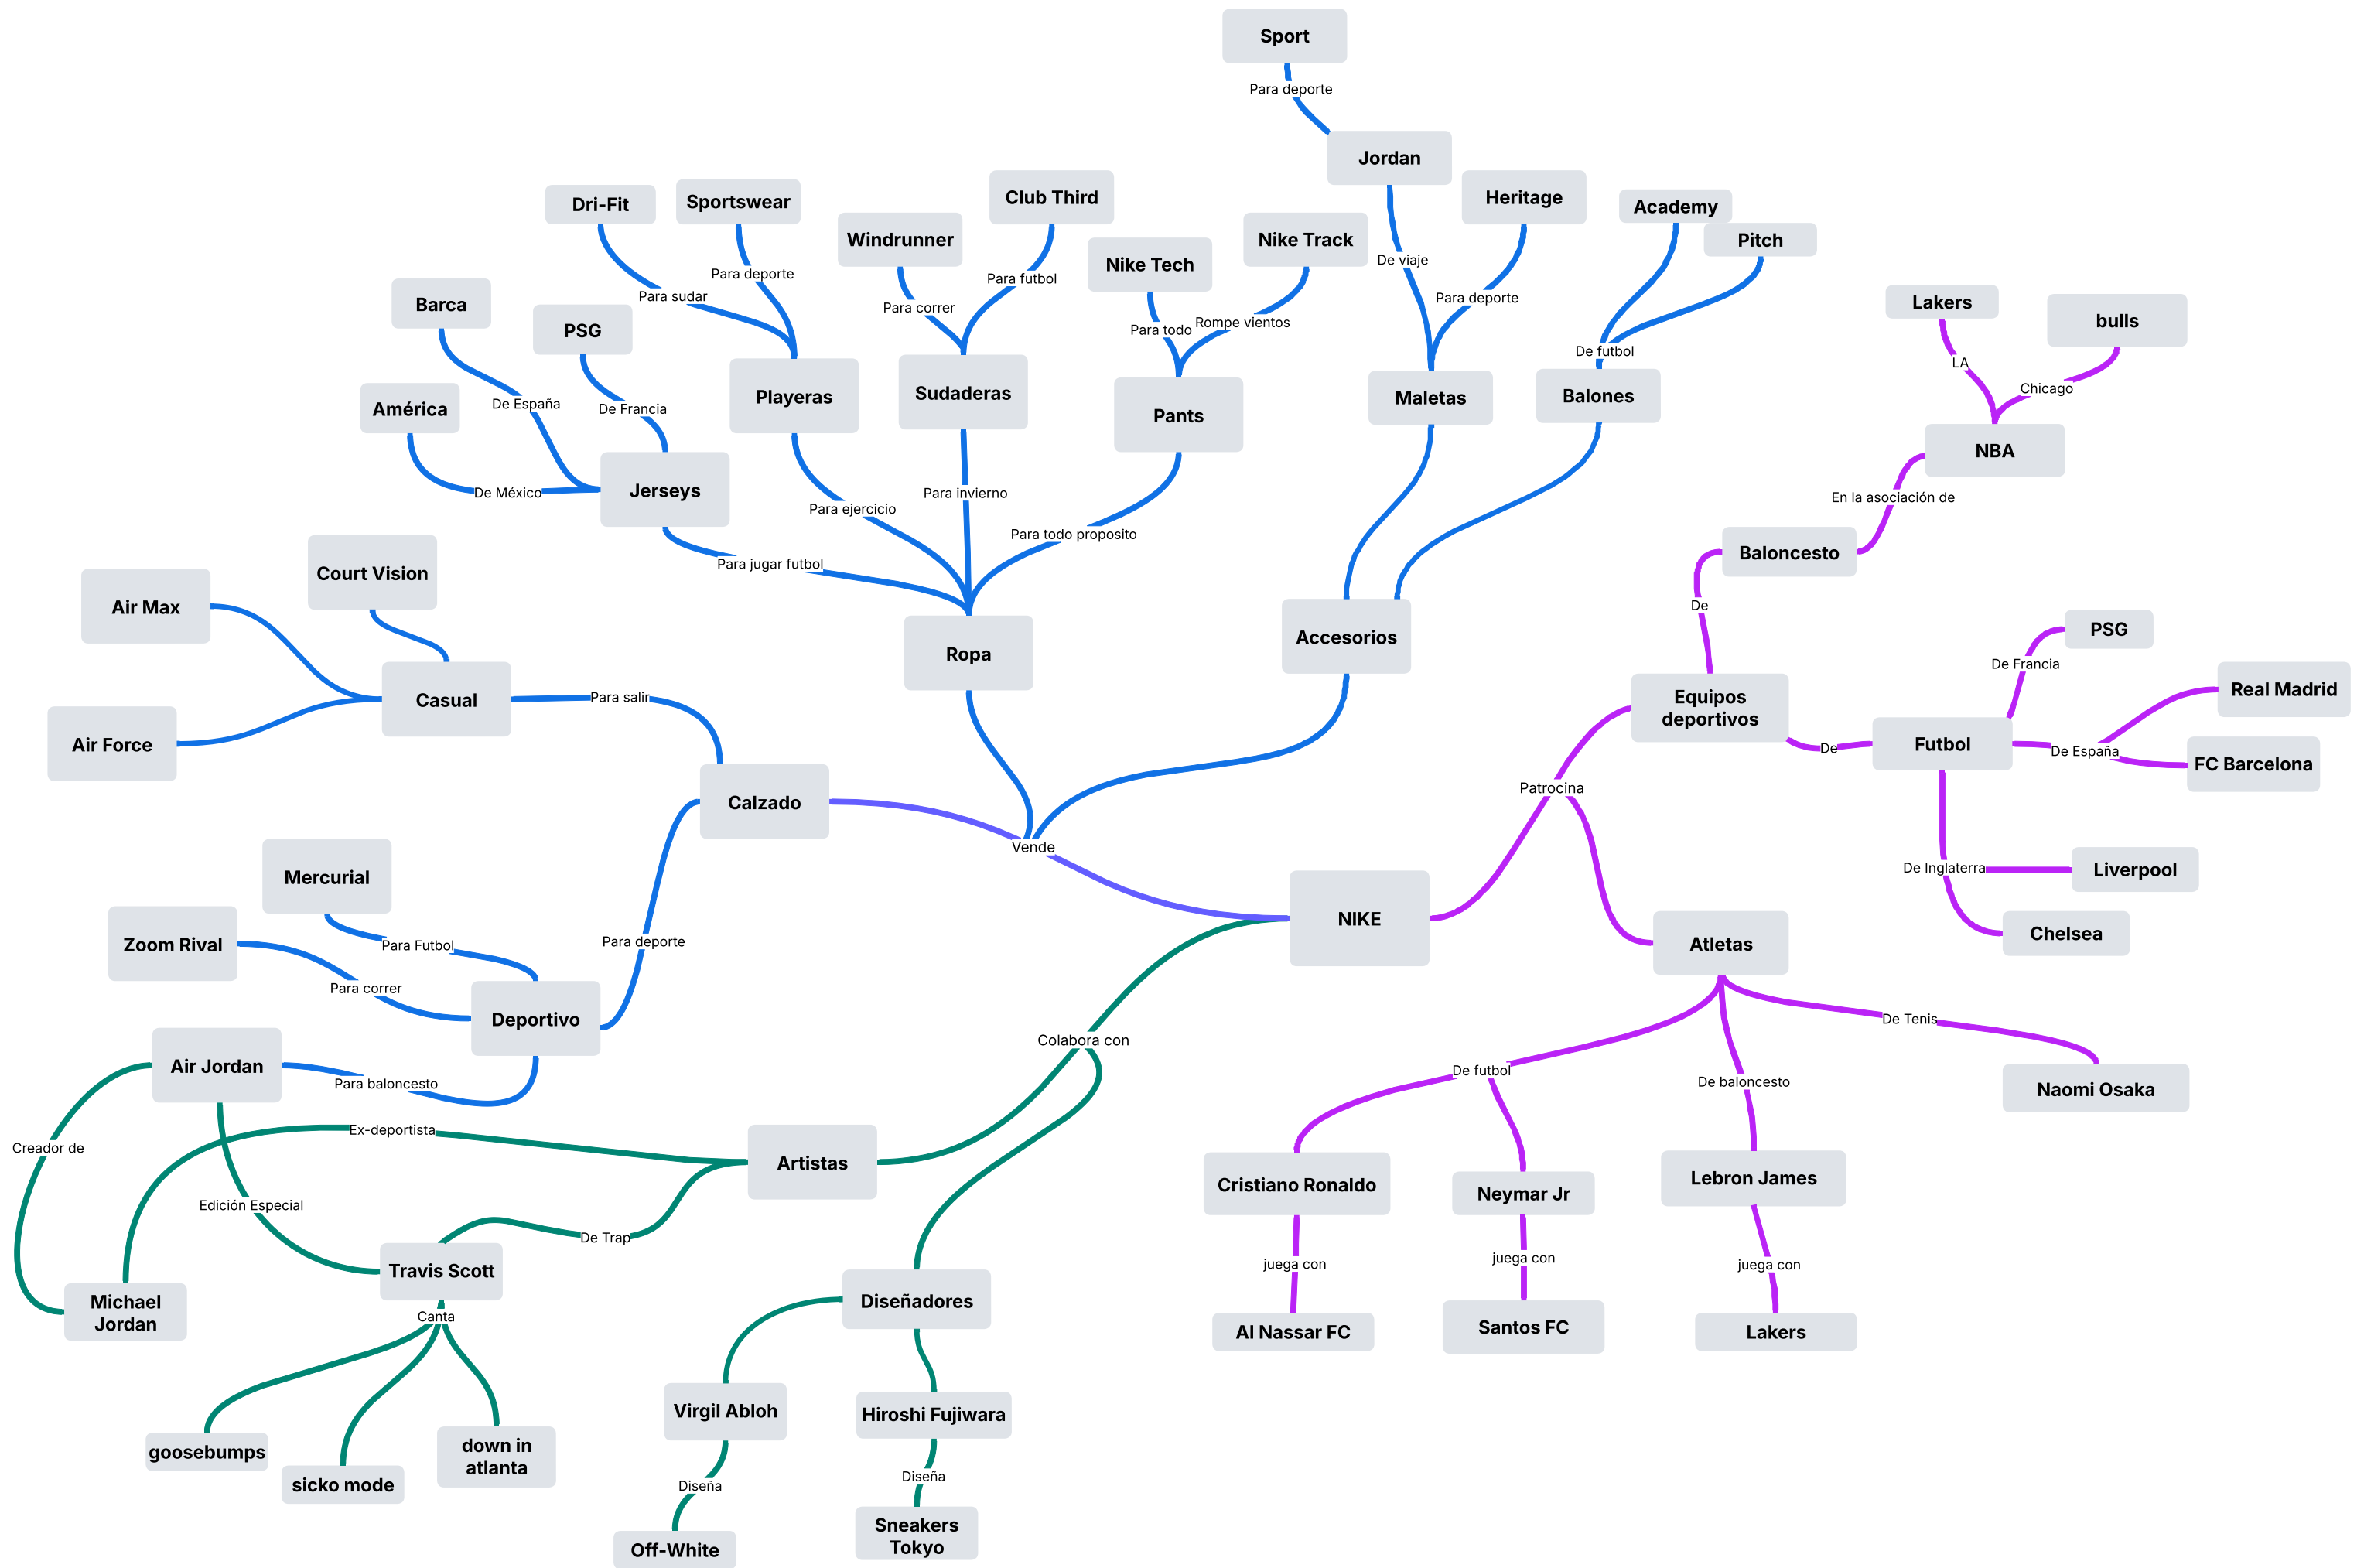 Sport
Para deporte
Jordan
Dri-Fit
Sportswear
Windrunner
Club Third
Nike Tech
Nike Track
De viaje
Heritage
Academy
Pitch
Para deporte
Para sudar
Para correr
Para futbol
Para todo
Rompe vientos
Para deporte
De futbol
Barca
PSG
América
De España
De Francia
De México
Jerseys
Playeras
Sudaderas
Pants
Maletas
Balones
Lakers
bulls
LA
Chicago
NBA
En la asociación de
Baloncesto
De
Para jugar futbol
Para ejercicio
Para invierno
Para todo proposito
Ropa
Accesorios
Court Vision
Air Max
Air Force
Casual
Para salir
Calzado
Vende
Equipos
deportivos
De
Futbol
De Francia
PSG
Real Madrid
De España
FC Barcelona
De Inglaterra
Liverpool
Chelsea
Patrocina
NIKE
Atletas
Mercurial
Zoom Rival
Para Futbol
Para correr
Para deporte
Deportivo
Air Jordan
Para baloncesto
Colabora con
De futbol
De baloncesto
De Tenis
Naomi Osaka
Creador de
Ex-deportista
Edición Especial
Artistas
De Trap
Travis Scott
Michael
Jordan
Canta
goosebumps
sicko mode
down in
atlanta
Diseñadores
Virgil Abloh
Hiroshi Fujiwara
Diseña
Diseña
Off-White
Sneakers
Tokyo
Cristiano Ronaldo
Neymar Jr
Lebron James
juega con
juega con
juega con
Al Nassar FC
Santos FC
Lakers